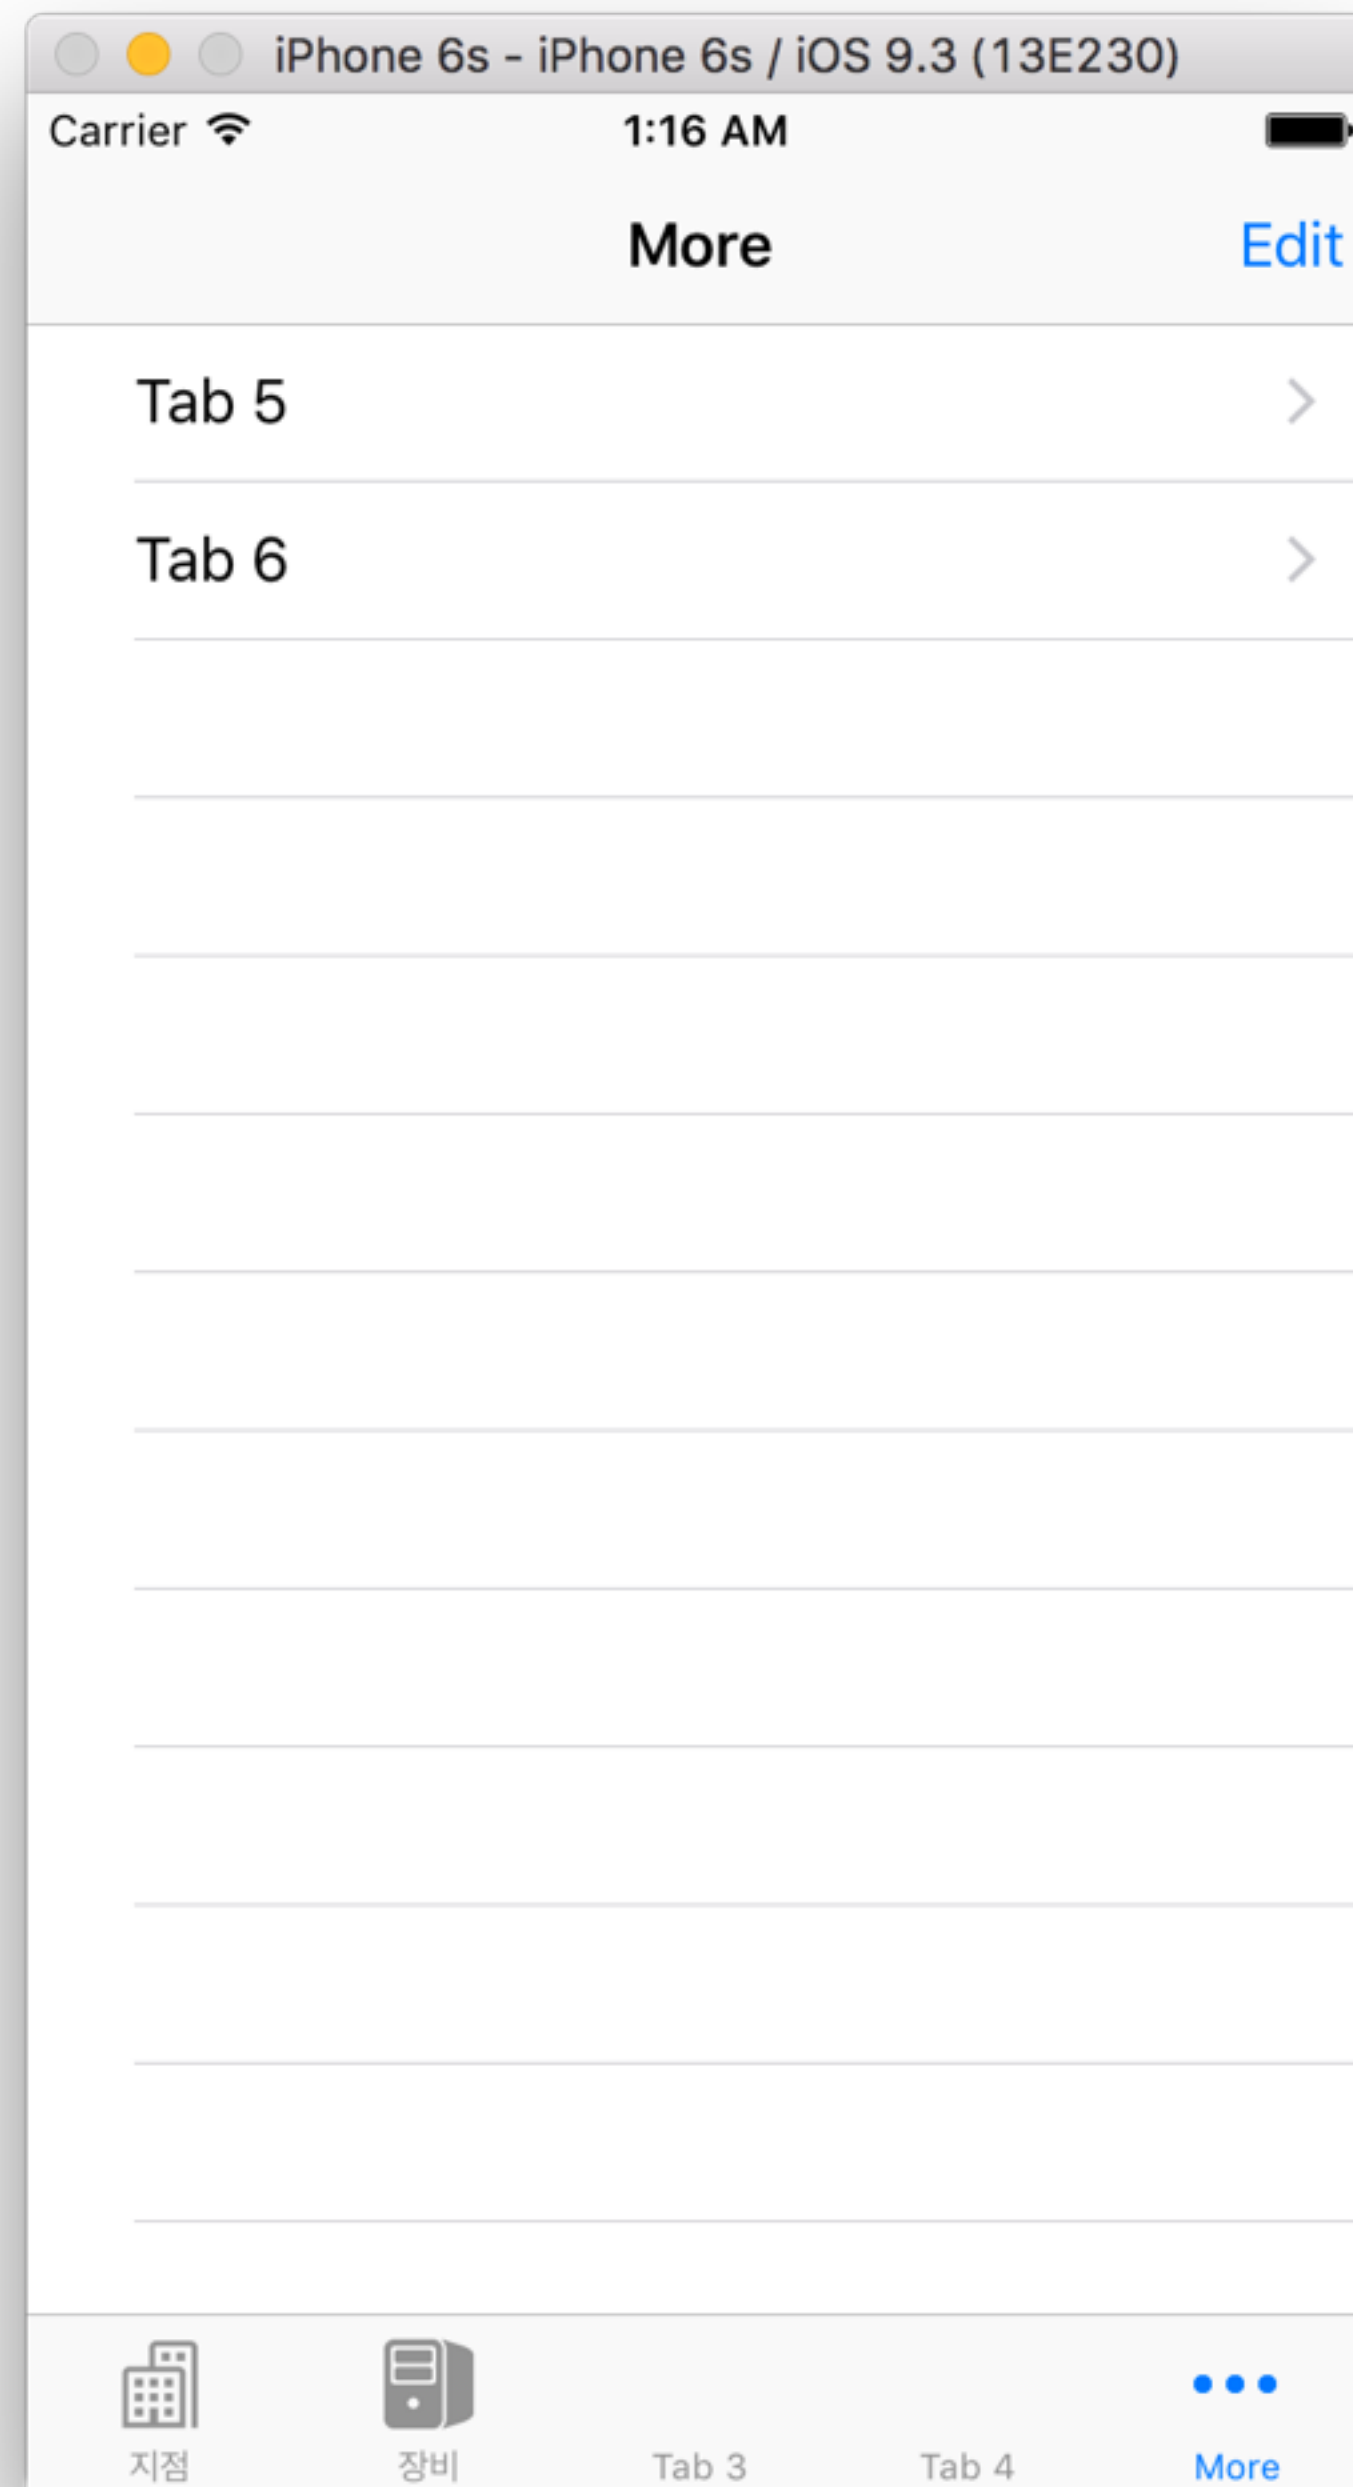 iPhone 6s - iPhone 6s / iOS 9.3 (13E230)
Carrier 1:16 AM
More Edit
Tab 5
Tab 6
지점 장비 Tab 3 Tab 4 More